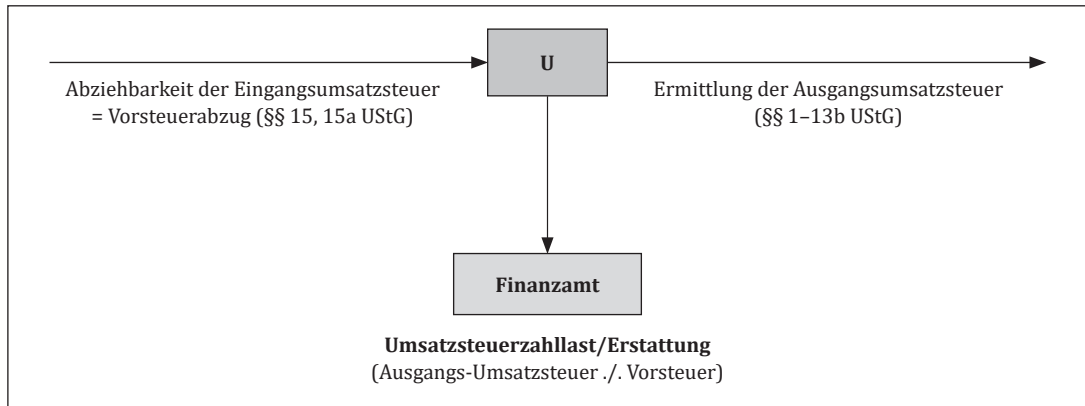 U
Abziehbarkeit der Eingangsumsatzsteuer
= Vorsteuerabzug (§§ 15, 15a UStG)
Ermittlung der Ausgangsumsatzsteuer
(§§ 1–13b UStG)
Finanzamt
Umsatzsteuerzahllast/Erstattung
(Ausgangs-Umsatzsteuer ./. Vorsteuer)